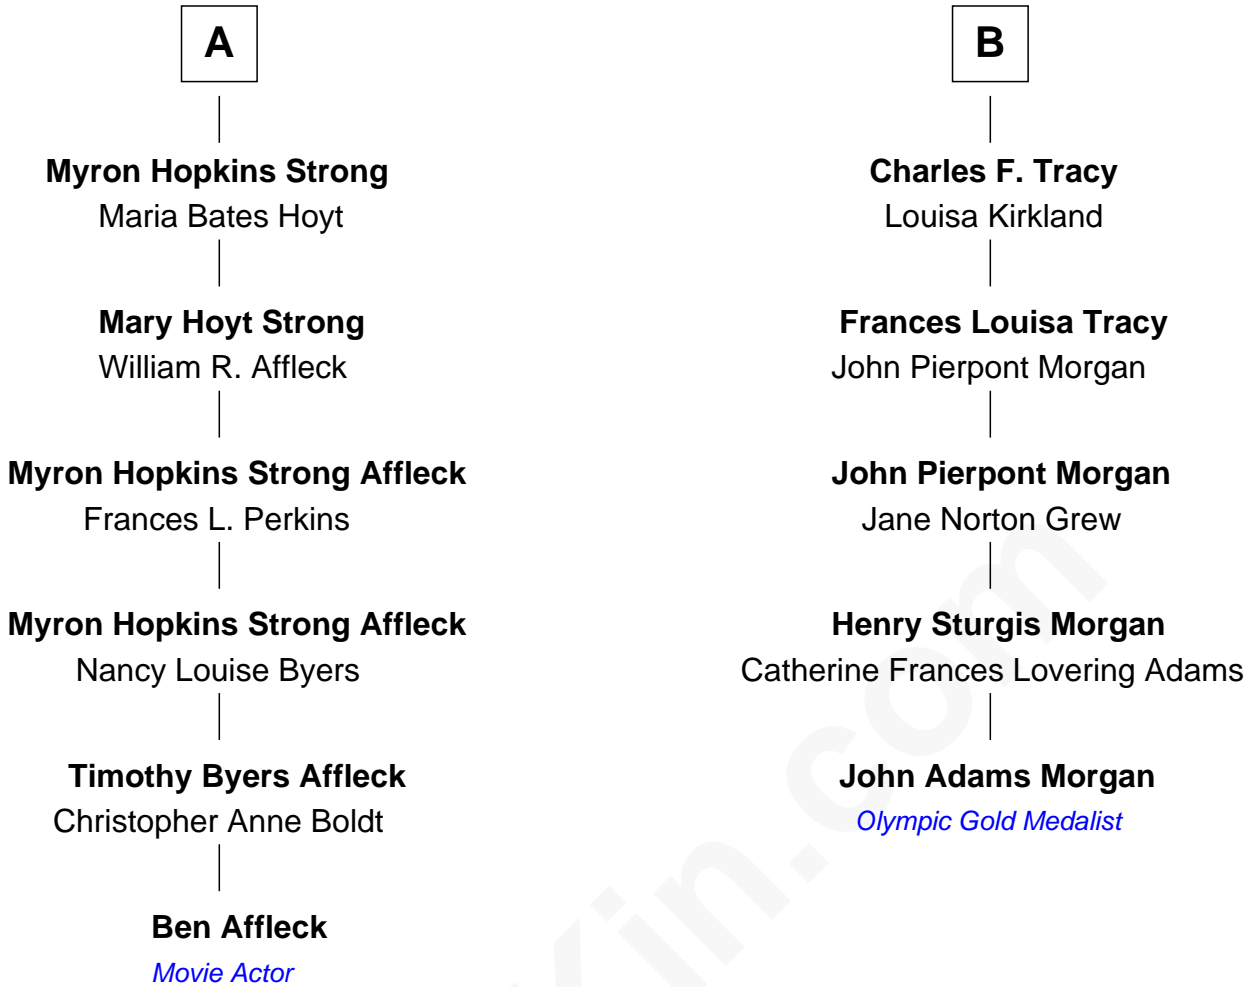 A
Myron Hopkins Strong
Maria Bates Hoyt
Mary Hoyt Strong
William R. Affleck
Myron Hopkins Strong Affleck
Frances L. Perkins
Myron Hopkins Strong Affleck
Nancy Louise Byers
Timothy Byers Affleck
Christopher Anne Boldt
Ben Affleck
Movie Actor
B
Charles F. Tracy
Louisa Kirkland
Frances Louisa Tracy
John Pierpont Morgan
John Pierpont Morgan
Jane Norton Grew
Henry Sturgis Morgan
Catherine Frances Lovering Adams
John Adams Morgan
Olympic Gold Medalist
Kin.com